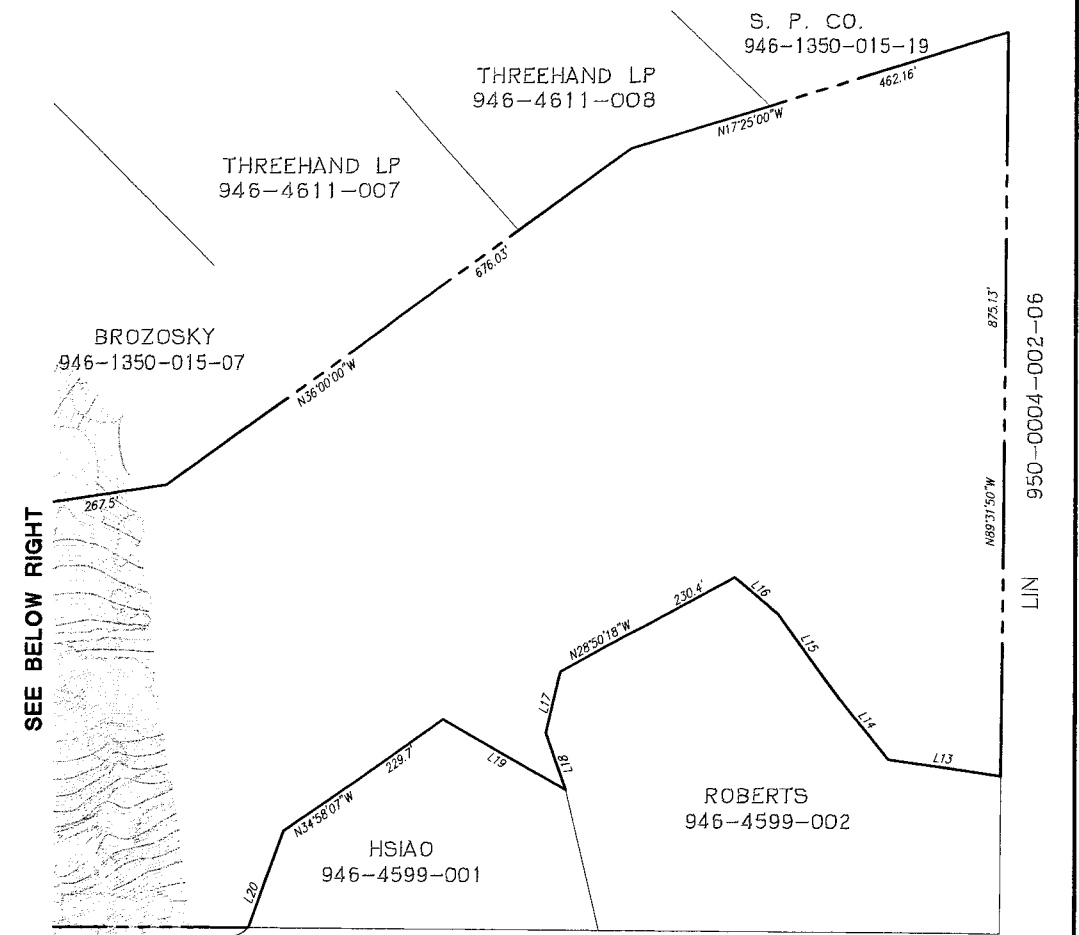 S. P. CO.
946-1350-015-19
THREEHAND LP
946-4611-008
462.16'
N17°25'00"W
THREEHAND LP
946-4611-007
676.03'
BROZOSKY
946-1350-015-07
N36°00'00"W
875.13'
950-0004-002-06
267.5'
N89°31'50"W
LIN
SEE BELOW RIGHT
L16
230.4'
N28°50'18"W
L15
L17
L14
L13
L18
L19
229.7'
N34°58'07"W
ROBERTS
946-4599-002
HSIAO
946-4599-001
L20